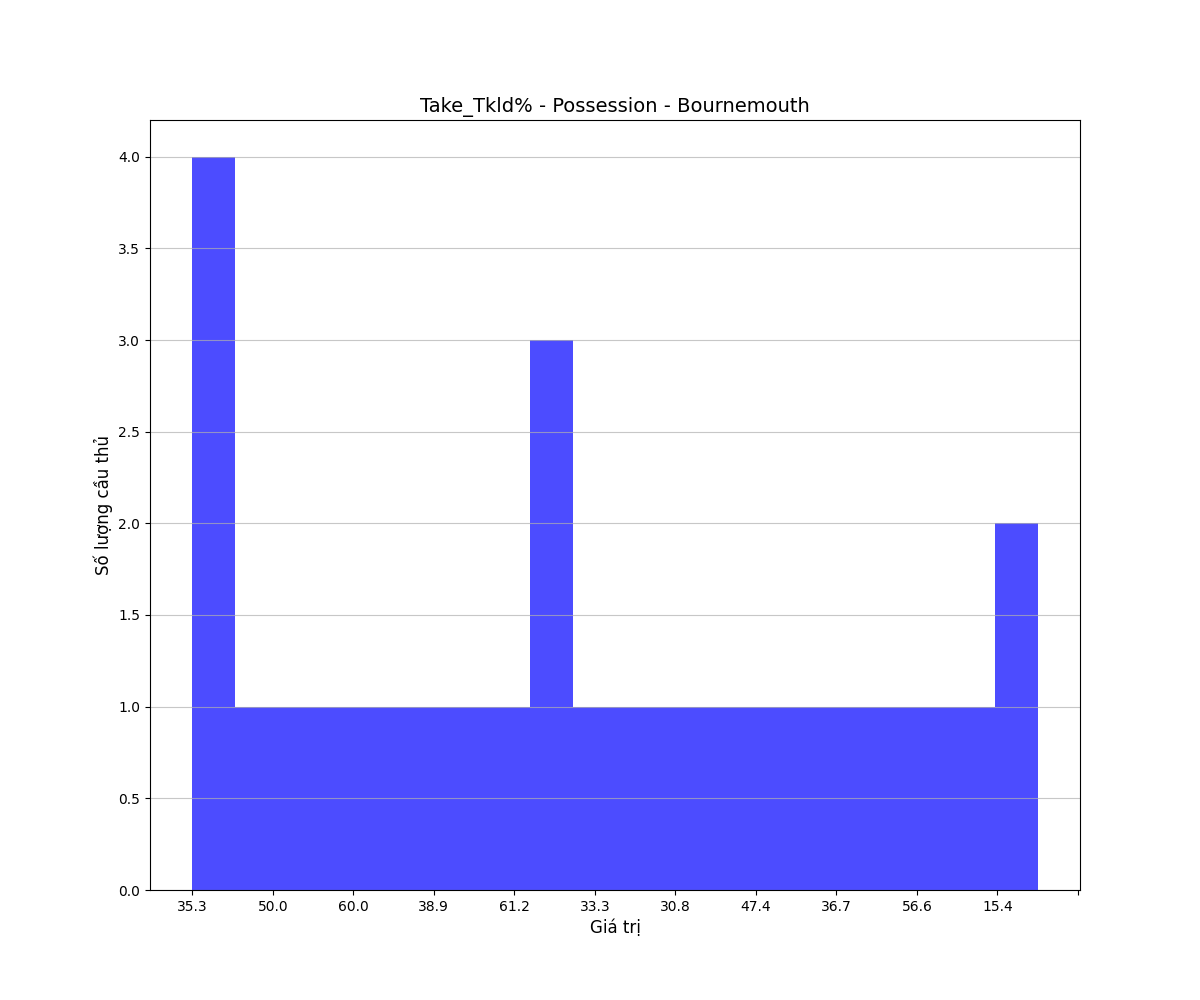 Take_Tkld% - Possession - Bournemouth
Số lượng cầu thủ
4.0
3.5
3.0
2.5
2.0
1.5
1.0
0.5
0.0
35.3 50.0 60.0 38.9 61.2 33.3 30.8 47.4 36.7 56.6 15.4
Giá trị